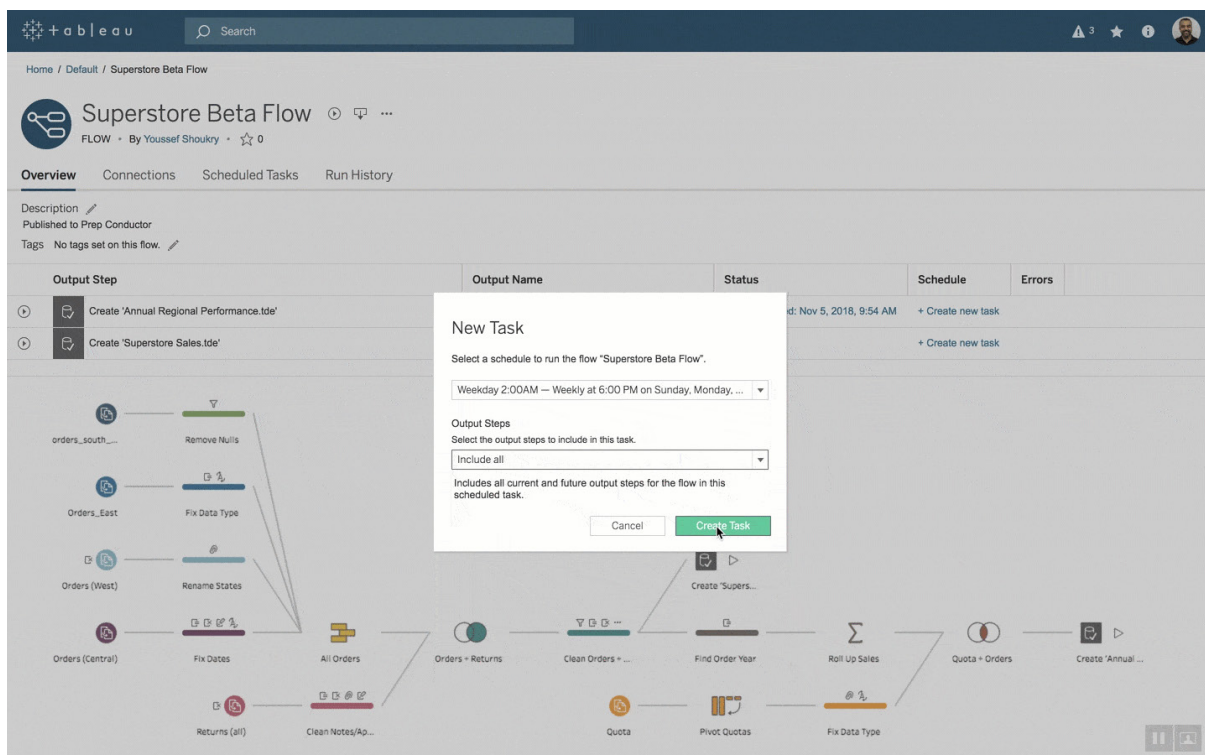 + a b | e a u
Search
3
Home / Default / Superstore Beta Flow
Superstore Beta Flow
FLOW • By Youssef Shoukry • 0
Overview Connections Scheduled Tasks Run History
Description
Published to Prep Conductor
Tags No tags set on this flow.
Output Step Output Name Status Schedule Errors
Create 'Annual Regional Performance.tde' d: Nov 5, 2018, 9:54 AM + Create new task
Create 'Superstore Sales.tde' + Create new task
New Task
Select a schedule to run the flow "Superstore Beta Flow".
Weekday 2:00AM — Weekly at 6:00 PM on Sunday, Monday, ...
Output Steps
Select the output steps to include in this task.
Include all
Includes all current and future output steps for the flow in this
scheduled task.
Cancel Create Task
orders_south_... Remove Nulls
Orders_East Fix Data Type
Orders (West) Rename States Create 'Supers...
Orders (Central) Fix Dates All Orders Orders + Returns Clean Orders + ... Find Order Year Roll Up Sales Quota + Orders Create 'Annual ...
Returns (all) Clean Notes/Ap... Quota Pivot Quotas Fix Data Type